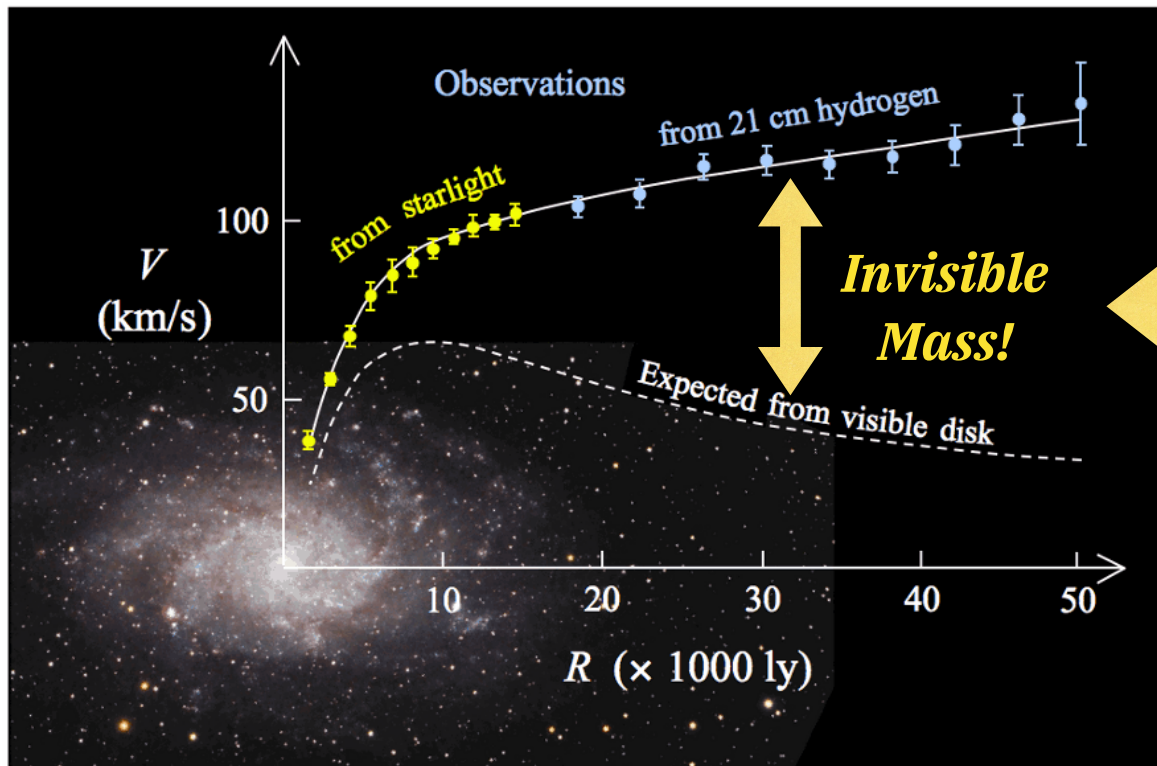 Observations
from 21 cm hydrogen
from starlight
100
V
(km/s)
Invisible
Mass!
50
Expected from visible disk
10
20
30
40
50
R (× 1000 ly)